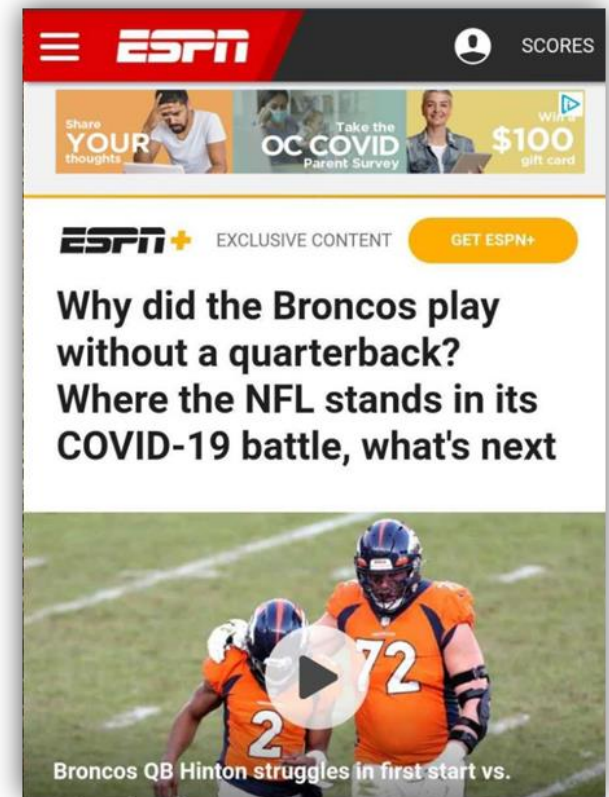 ESPN
SCORES
Share
YOUR
thoughts
Take the
OC COVID
Parent Survey
Win a
$100
gift card
ESPN+ EXCLUSIVE CONTENT GET ESPN+
Why did the Broncos play
without a quarterback?
Where the NFL stands in its
COVID-19 battle, what's next
2
72
Broncos QB Hinton struggles in first start vs.